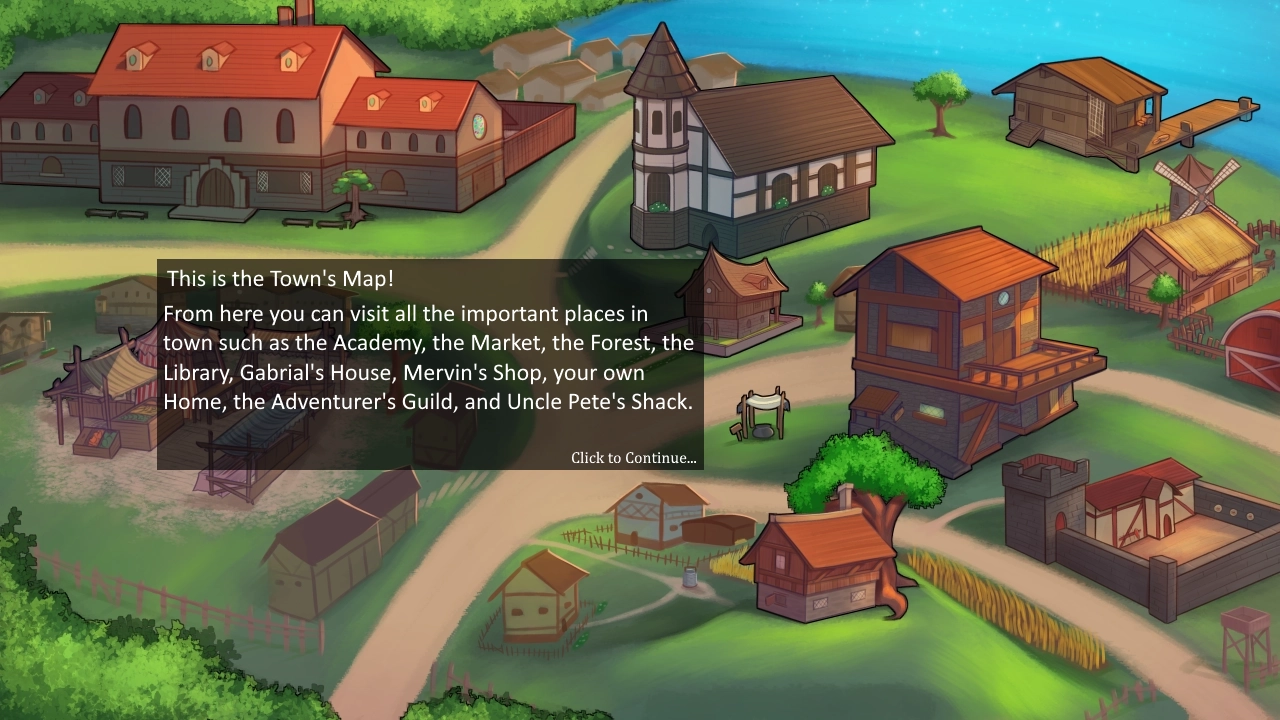 This is the Town's Map!
From here you can visit all the important places in
town such as the Academy, the Market, the Forest, the
Library, Gabrial's House, Mervin's Shop, your own
Home, the Adventurer's Guild, and Uncle Pete's Shack.
Click to Continue...